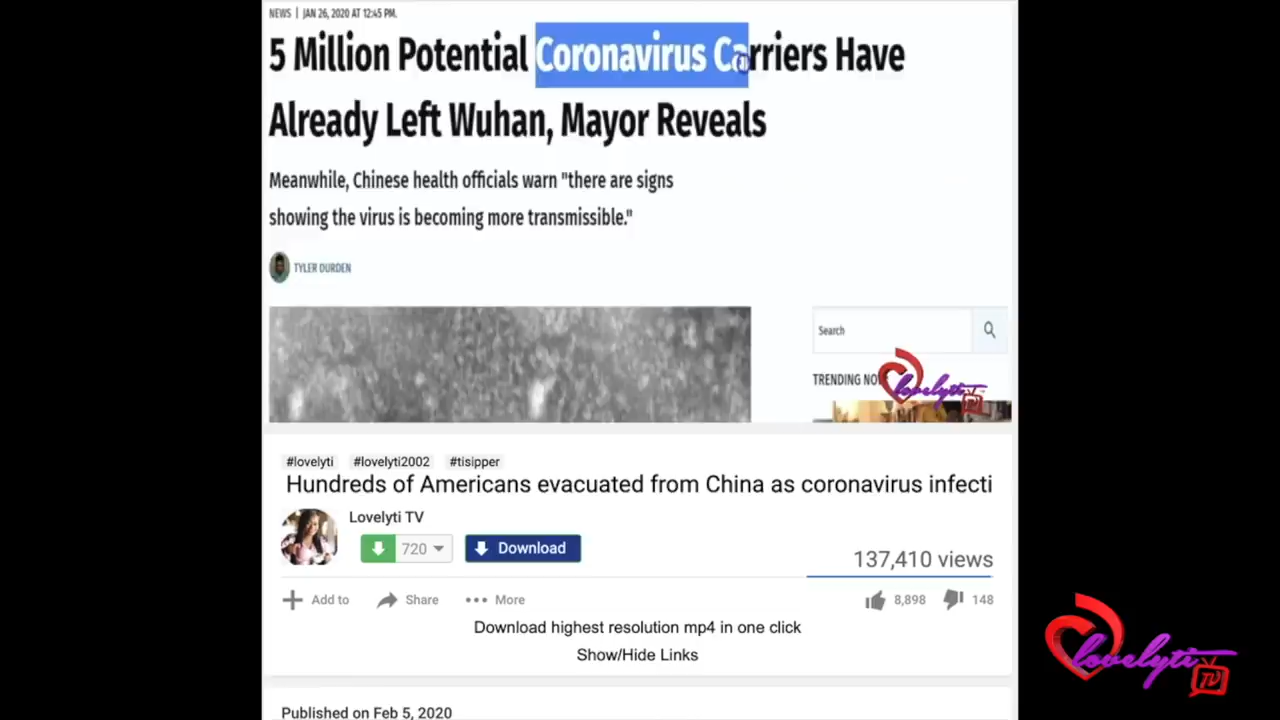 NEWS | JAN 26, 2020 AT 12:45 PM.
5 Million Potential Coronavirus Carriers Have
Already Left Wuhan, Mayor Reveals
Meanwhile, Chinese health officials warn "there are signs
showing the virus is becoming more transmissible."
TYLER DURDEN
Search
TRENDING NO
lovelyti TV
#lovelyti #lovelyti2002 #tisipper
Hundreds of Americans evacuated from China as coronavirus infecti
Lovelyti TV
720 Download
137,410 views
Add to Share More 8,898 148
Download highest resolution mp4 in one click
Show/Hide Links
lovelyti TV
Published on Feb 5, 2020